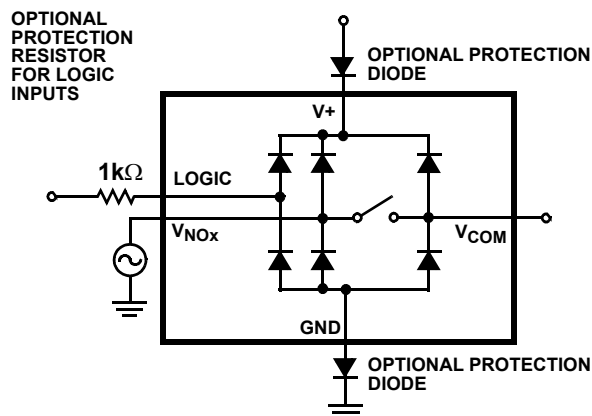 OPTIONAL
PROTECTION
RESISTOR
FOR LOGIC
INPUTS
OPTIONAL PROTECTION
DIODE
V+
1kΩ
LOGIC
VNOx
VCOM
GND
OPTIONAL PROTECTION
DIODE